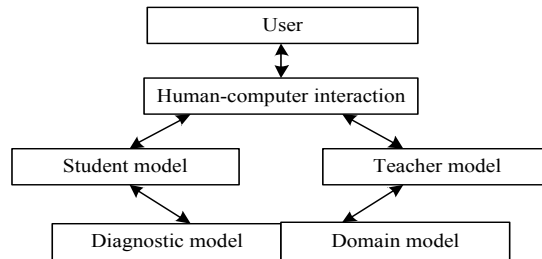 User
Human-computer interaction
Student model
Teacher model
Diagnostic model
Domain model